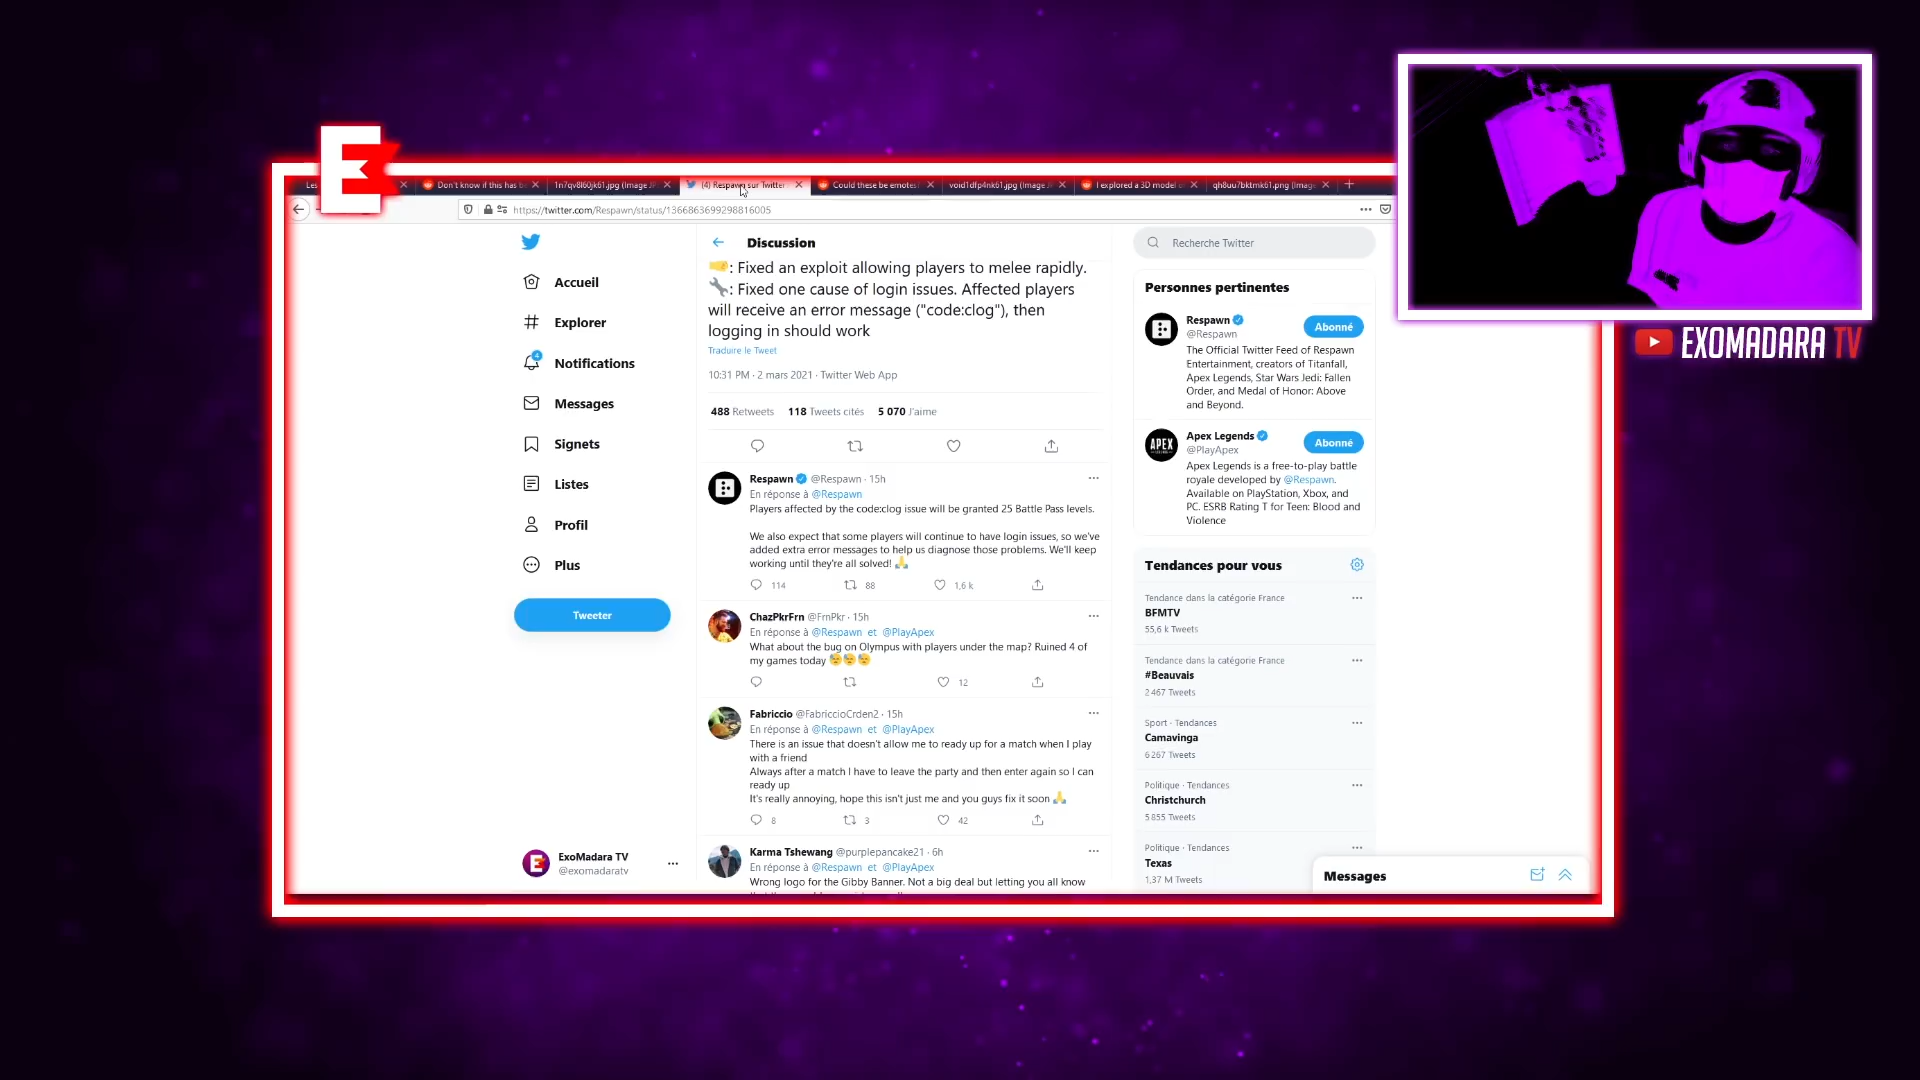 Les
Don't know if this has b
1n7qv8l60jk61.jpg (Image J
(4) Respawn sur Twitter
Could these be emotes
void1dfp4nk61.jpg (Image
I explored a 3D model
qh8uu7bktmk61.png (Image
https://twitter.com/Respawn/status/1366863699298816005
EXOMADARA TV
Accueil
Explorer
4
Notifications
Messages
Signets
Listes
Profil
Plus
Tweeter
ExoMadara TV
@exomadaratv
Discussion
: Fixed an exploit allowing players to melee rapidly.
: Fixed one cause of login issues. Affected players
will receive an error message ("code:clog"), then
logging in should work
Traduire le Tweet
10:31 PM · 2 mars 2021 · Twitter Web App
488 Retweets 118 Tweets cités 5 070 J'aime
Respawn @Respawn · 15h
En réponse à @Respawn
Players affected by the code:clog issue will be granted 25 Battle Pass levels.
We also expect that some players will continue to have login issues, so we've
added extra error messages to help us diagnose those problems. We'll keep
working until they're all solved!
114 88 1,6 k
ChazPkrFrn @FrnPkr · 15h
En réponse à @Respawn et @PlayApex
What about the bug on Olympus with players under the map? Ruined 4 of
my games today
12
Fabriccio @FabriccioCrden2 · 15h
En réponse à @Respawn et @PlayApex
There is an issue that doesn't allow me to ready up for a match when I play
with a friend
Always after a match I have to leave the party and then enter again so I can
ready up
It's really annoying, hope this isn't just me and you guys fix it soon
8 3 42
Karma Tshewang @purplepancake21 · 6h
En réponse à @Respawn et @PlayApex
Wrong logo for the Gibby Banner. Not a big deal but letting you all know
Recherche Twitter
Personnes pertinentes
Respawn
@Respawn
Abonné
The Official Twitter Feed of Respawn
Entertainment, creators of Titanfall,
Apex Legends, Star Wars Jedi: Fallen
Order, and Medal of Honor: Above
and Beyond.
APEX
Apex Legends
@PlayApex
Abonné
Apex Legends is a free-to-play battle
royale developed by @Respawn.
Available on PlayStation, Xbox, and
PC. ESRB Rating T for Teen: Blood and
Violence
Tendances pour vous
Tendance dans la catégorie France
BFMTV
55,6 k Tweets
Tendance dans la catégorie France
#Beauvais
2 467 Tweets
Sport · Tendances
Camavinga
6 267 Tweets
Politique · Tendances
Christchurch
5 855 Tweets
Politique · Tendances
Texas
1,37 M Tweets
Messages